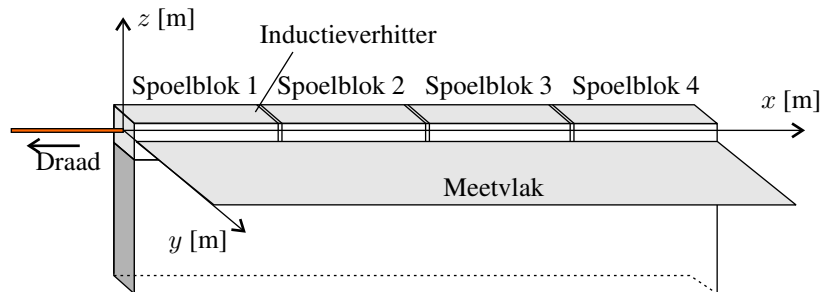 z [m]
Inductieverhitter
Spoelblok 1
Spoelblok 2
Spoelblok 3
Spoelblok 4
x [m]
Draad
Meetvlak
y [m]